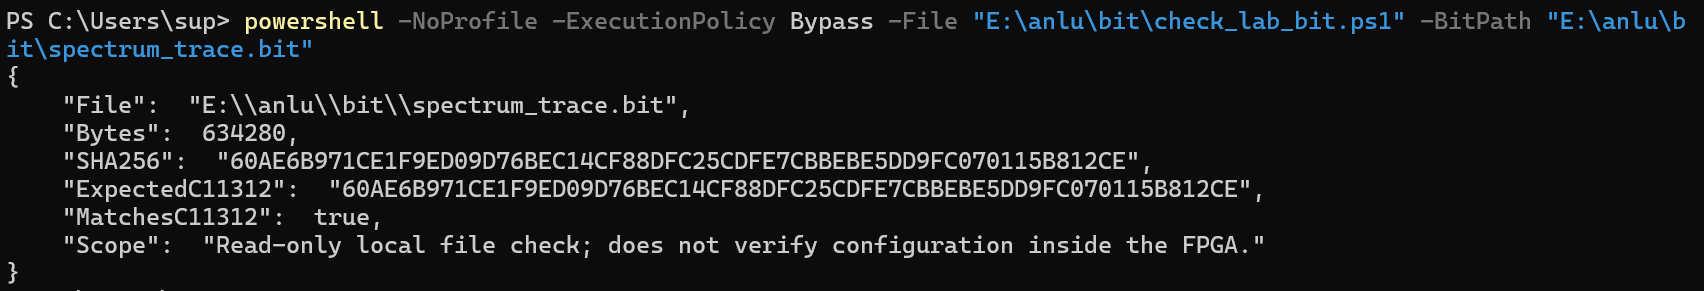 PS C:\Users\sup> powershell -NoProfile -ExecutionPolicy Bypass -File "E:\anlu\bit\check_lab_bit.ps1" -BitPath "E:\anlu\b
it\spectrum_trace.bit"
{
    "File":  "E:\\anlu\\bit\\spectrum_trace.bit",
    "Bytes":  634280,
    "SHA256":  "60AE6B971CE1F9ED09D76BEC14CF88DFC25CDFE7CBBEBE5DD9FC070115B812CE",
    "ExpectedC11312":  "60AE6B971CE1F9ED09D76BEC14CF88DFC25CDFE7CBBEBE5DD9FC070115B812CE",
    "MatchesC11312":  true,
    "Scope":  "Read-only local file check; does not verify configuration inside the FPGA."
}